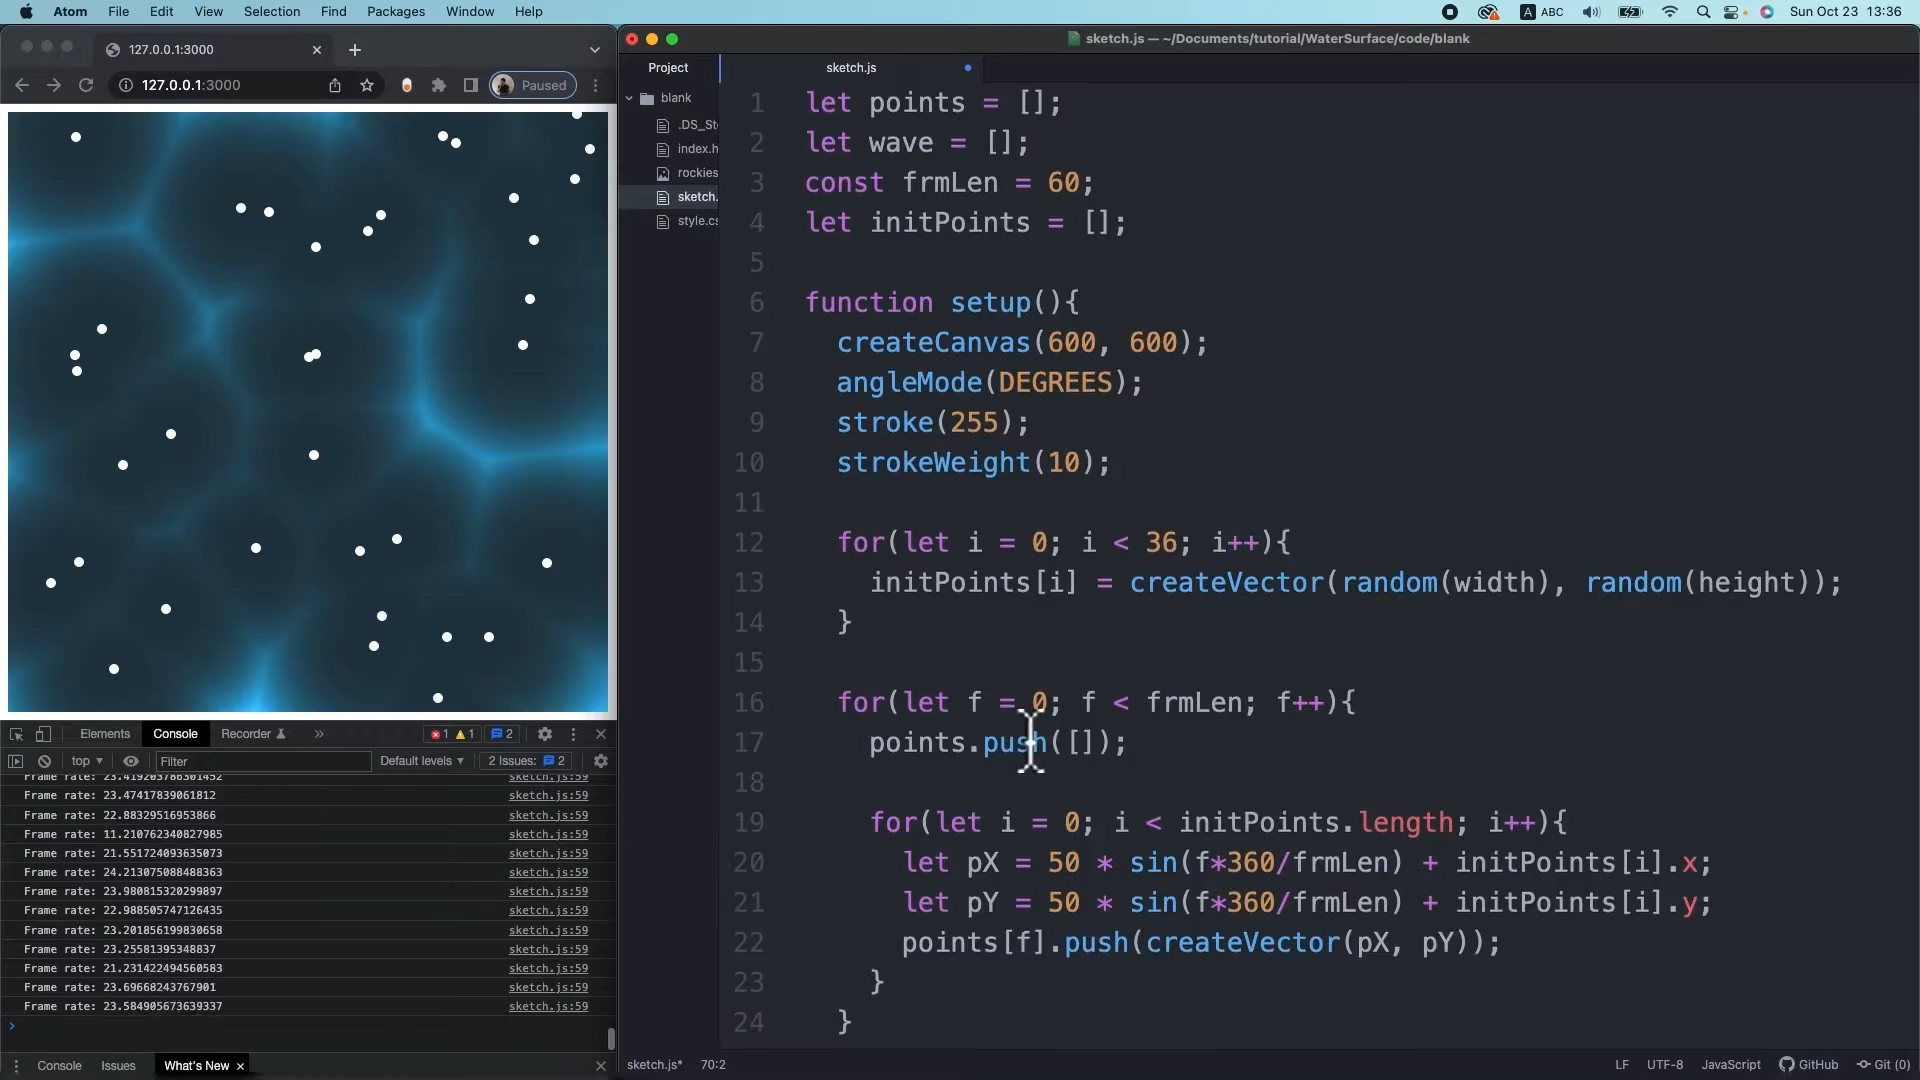 Atom File Edit View Selection Find Packages Window Help
A ABC Sun Oct 23 13:36
127.0.0.1:3000
127.0.0.1:3000
Paused
sketch.js — ~/Documents/tutorial/WaterSurface/code/blank
Project
blank
.DS_St
index.h
rockies
sketch.
style.cs
sketch.js
1 let points = [];
2 let wave = [];
3 const frmLen = 60;
4 let initPoints = [];
5
6 function setup(){
7 createCanvas(600, 600);
8 angleMode(DEGREES);
9 stroke(255);
10 strokeWeight(10);
11
12 for(let i = 0; i < 36; i++){
13 initPoints[i] = createVector(random(width), random(height));
14 }
15
16 for(let f = 0; f < frmLen; f++){
17 points.push([]);
18
19 for(let i = 0; i < initPoints.length; i++){
20 let pX = 50 * sin(f*360/frmLen) + initPoints[i].x;
21 let pY = 50 * sin(f*360/frmLen) + initPoints[i].y;
22 points[f].push(createVector(pX, pY));
23 }
24 }
Elements Console Recorder » 1 1 2
top Filter Default levels 2 Issues: 2
Frame rate: 23.419203786301452 sketch.js:59
Frame rate: 23.47417839061812 sketch.js:59
Frame rate: 22.88329516953866 sketch.js:59
Frame rate: 11.210762340827985 sketch.js:59
Frame rate: 21.551724093635073 sketch.js:59
Frame rate: 24.213075088488363 sketch.js:59
Frame rate: 23.980815320299897 sketch.js:59
Frame rate: 22.988505747126435 sketch.js:59
Frame rate: 23.201856199830658 sketch.js:59
Frame rate: 23.25581395348837 sketch.js:59
Frame rate: 21.231422494560583 sketch.js:59
Frame rate: 23.69668243767901 sketch.js:59
Frame rate: 23.584905673639337 sketch.js:59
Console Issues What's New
sketch.js* 70:2 LF UTF-8 JavaScript GitHub Git (0)